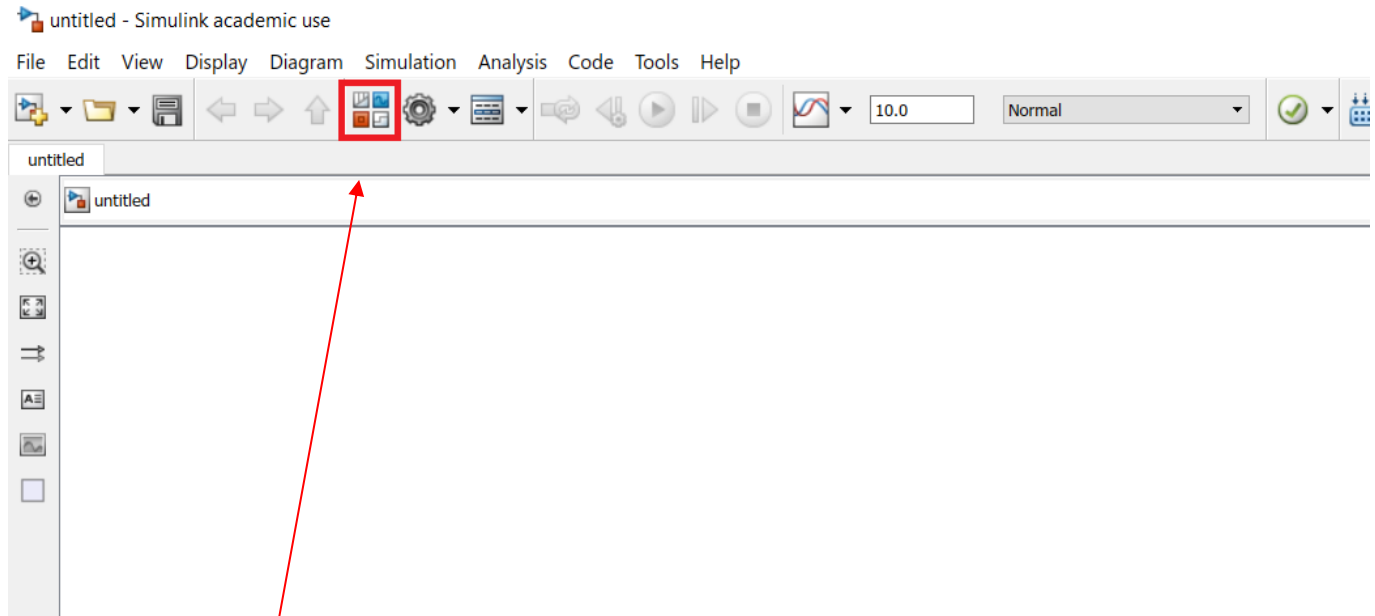 untitled - Simulink academic use
File Edit View Display Diagram Simulation Analysis Code Tools Help
10.0 Normal
untitled
untitled